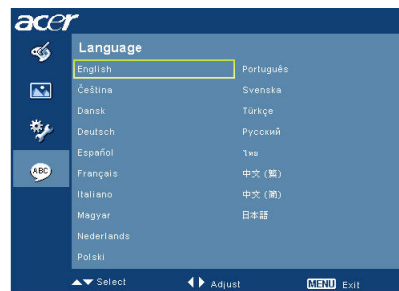 acer
Language
English
Čeština
Dansk
Deutsch
Español
Français
Italiano
Magyar
Nederlands
Polski
Português
Svenska
Türkçe
Русский
ไทย
中文 (繁)
中文 (简)
日本語
ABC
Select
Adjust
MENU Exit